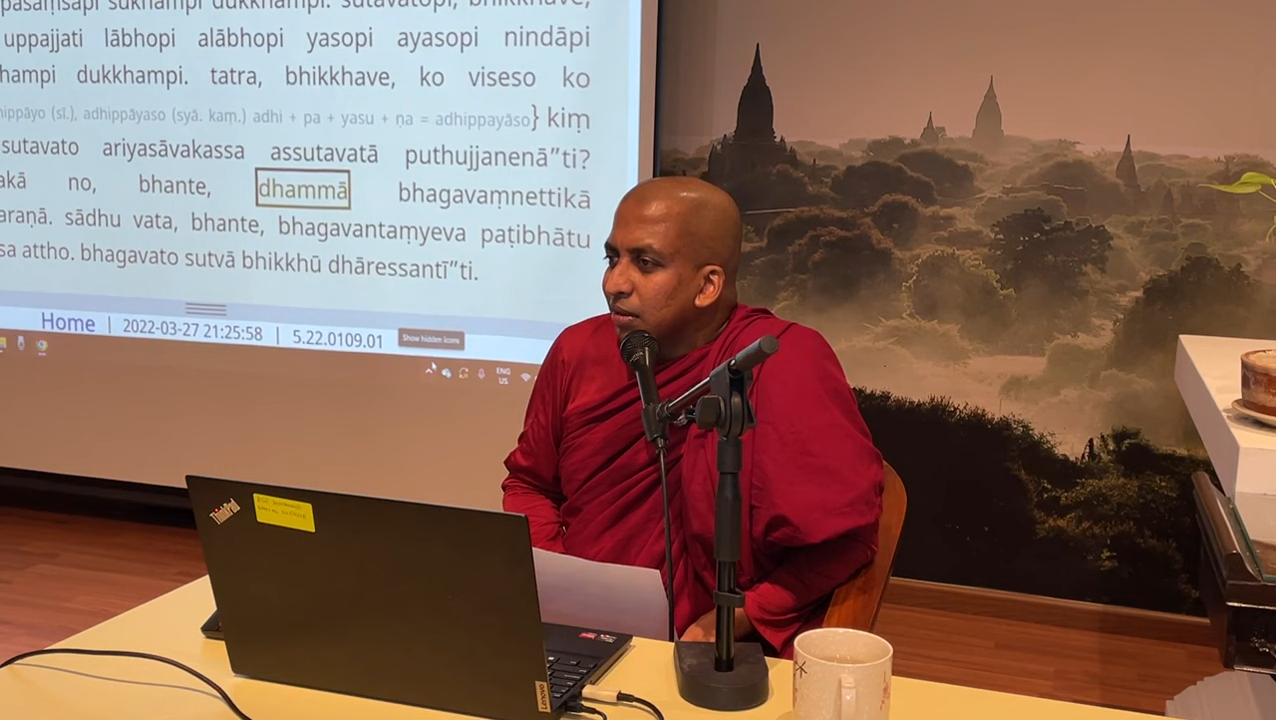 pasaṃsāpi sukhampi dukkhampi. sutavatopi, bhikkhave,
uppajjati lābhopi alābhopi yasopi ayasopi nindāpi
hampi dukkhampi. tatra, bhikkhave, ko viseso ko
ippāyo (sī.), adhippāyaso (syā. kaṃ.) adhi + pa + yasu + ṇa = adhippayāso} kiṃ
sutavato ariyasāvakassa assutavatā puthujjanenā”ti?
akā no, bhante, dhammā bhagavaṃnettikā
araṇā. sādhu vata, bhante, bhagavantaṃyeva paṭibhātu
sa attho. bhagavato sutvā bhikkhū dhāressantī”ti.
Home | 2022-03-27 21:25:58 | 5.22.0109.01
Show hidden icons
ENG
US
ThinkPad
Lenovo